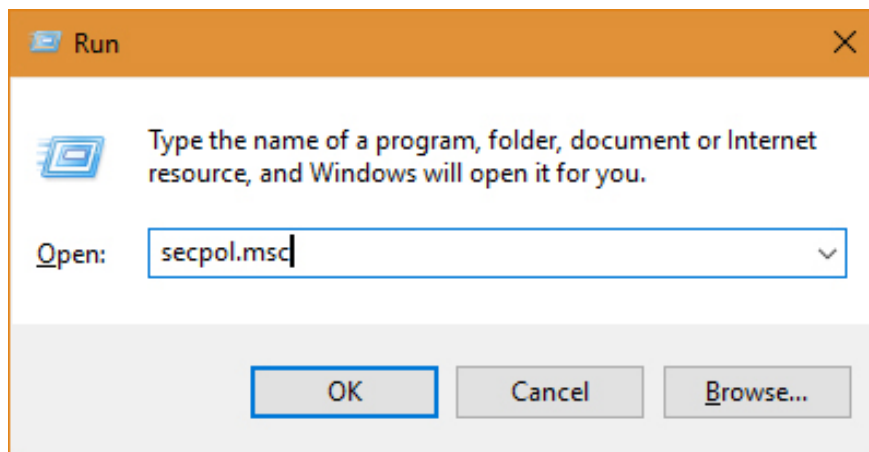 Run
Type the name of a program, folder, document or Internet
resource, and Windows will open it for you.
Open: secpol.msc
OK Cancel Browse...